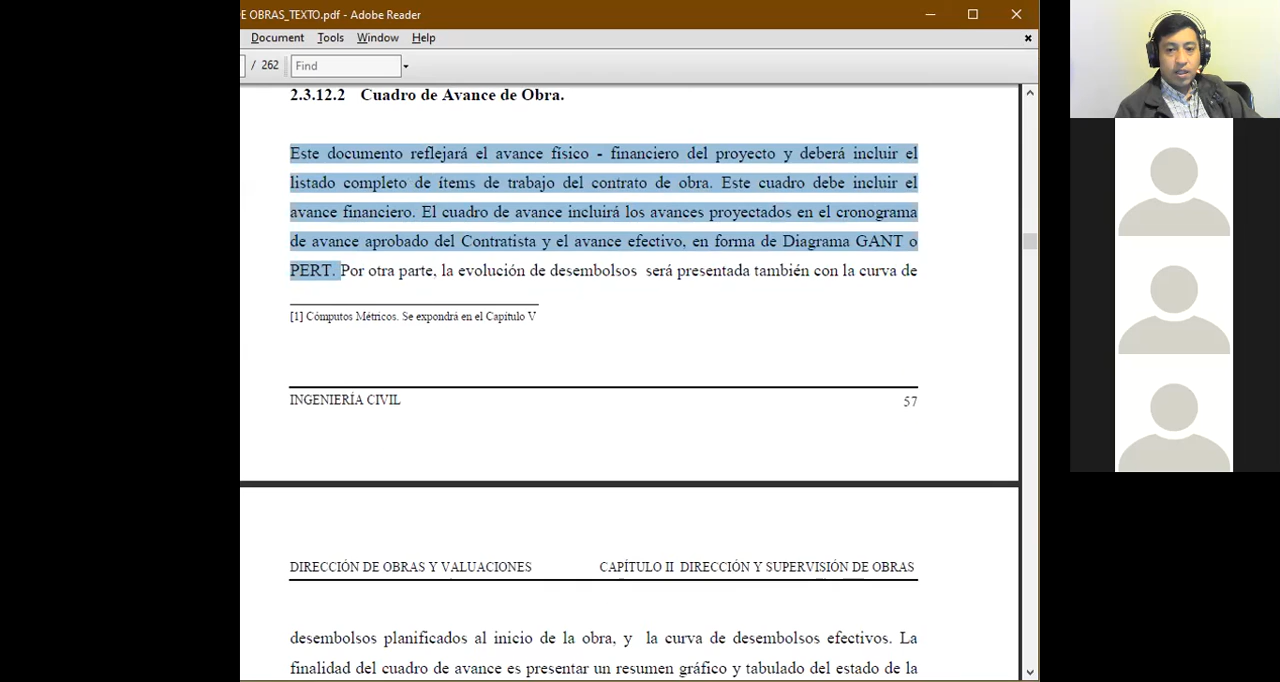 E OBRAS_TEXTO.pdf - Adobe Reader
Document Tools Window Help
/ 262 Find
2.3.12.2 Cuadro de Avance de Obra.
Este documento reflejará el avance físico - financiero del proyecto y deberá incluir el
listado completo de ítems de trabajo del contrato de obra. Este cuadro debe incluir el
avance financiero. El cuadro de avance incluirá los avances proyectados en el cronograma
de avance aprobado del Contratista y el avance efectivo, en forma de Diagrama GANT o
PERT. Por otra parte, la evolución de desembolsos será presentada también con la curva de
[1] Cómputos Métricos. Se expondrá en el Capítulo V
INGENIERÍA CIVIL 57
DIRECCIÓN DE OBRAS Y VALUACIONES CAPÍTULO II DIRECCIÓN Y SUPERVISIÓN DE OBRAS
desembolsos planificados al inicio de la obra, y la curva de desembolsos efectivos. La
finalidad del cuadro de avance es presentar un resumen gráfico y tabulado del estado de la